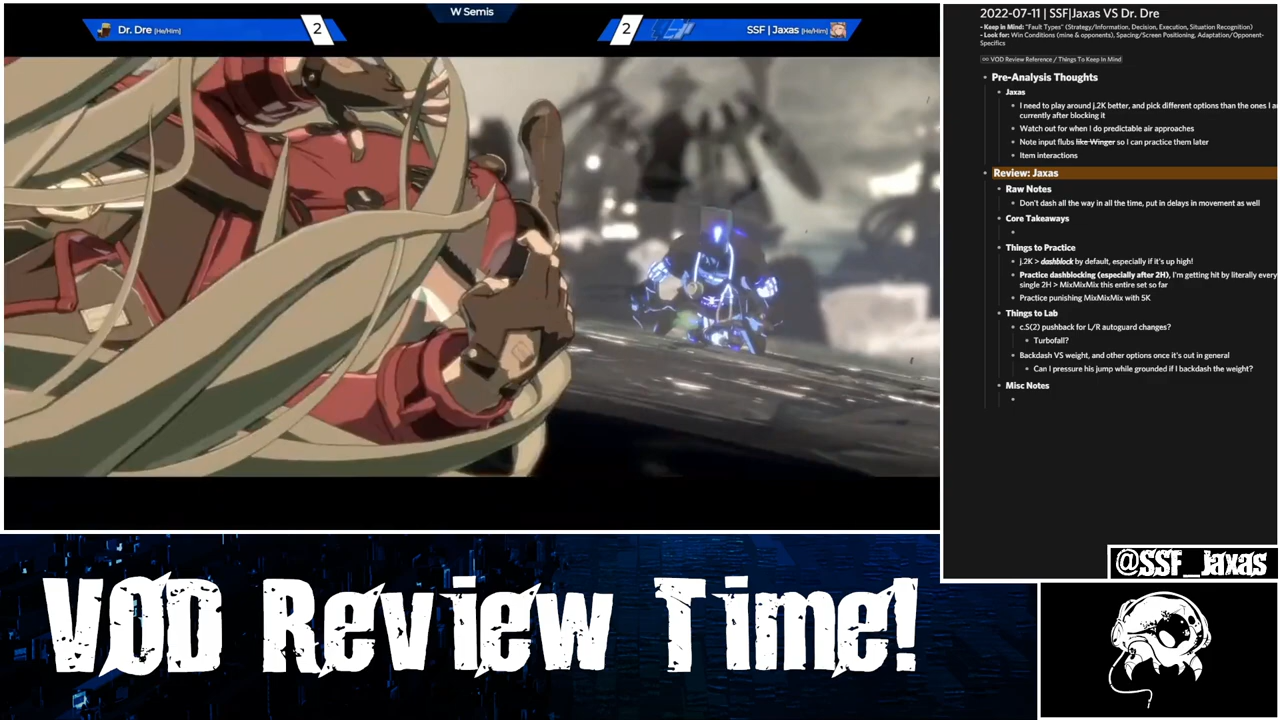 W Semis
Dr. Dre [He/Him]
2
2
SSF | Jaxas [He/Him]
2022-07-11 | SSF|Jaxas VS Dr. Dre
- Keep in Mind: "Fault Types" (Strategy/Information, Decision, Execution, Situation Recognition)
- Look for: Win Conditions (mine & opponents), Spacing/Screen Positioning, Adaptation/Opponent-
Specifics
VOD Review Reference / Things To Keep In Mind
Pre-Analysis Thoughts
Jaxas
I need to play around j.2K better, and pick different options than the ones I a
currently after blocking it
Watch out for when I do predictable air approaches
Note input flubs like Winger so I can practice them later
Item interactions
Review: Jaxas
Raw Notes
Don't dash all the way in all the time, put in delays in movement as well
Core Takeaways
Things to Practice
j.2K > dashblock by default, especially if it's up high!
Practice dashblocking (especially after 2H), I'm getting hit by literally every
single 2H > MixMixMix this entire set so far
Practice punishing MixMixMix with 5K
Things to Lab
c.S(2) pushback for L/R autoguard changes?
Turbofall?
Backdash VS weight, and other options once it's out in general
Can I pressure his jump while grounded if I backdash the weight?
Misc Notes
@SSF_Jaxas
VOD Review Time!